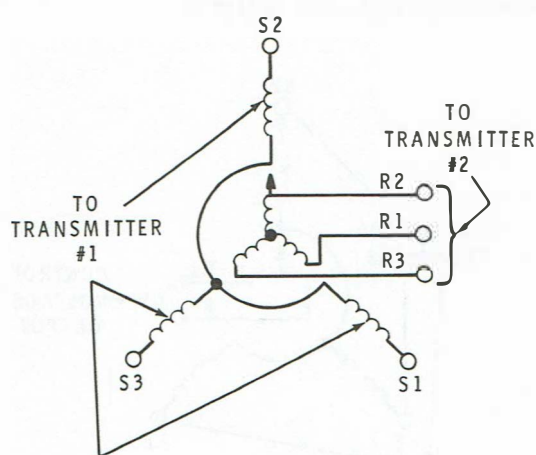 S2
TO
TRANSMITTER
#2
R2
R1
R3
TO
TRANSMITTER
#1
S3
S1